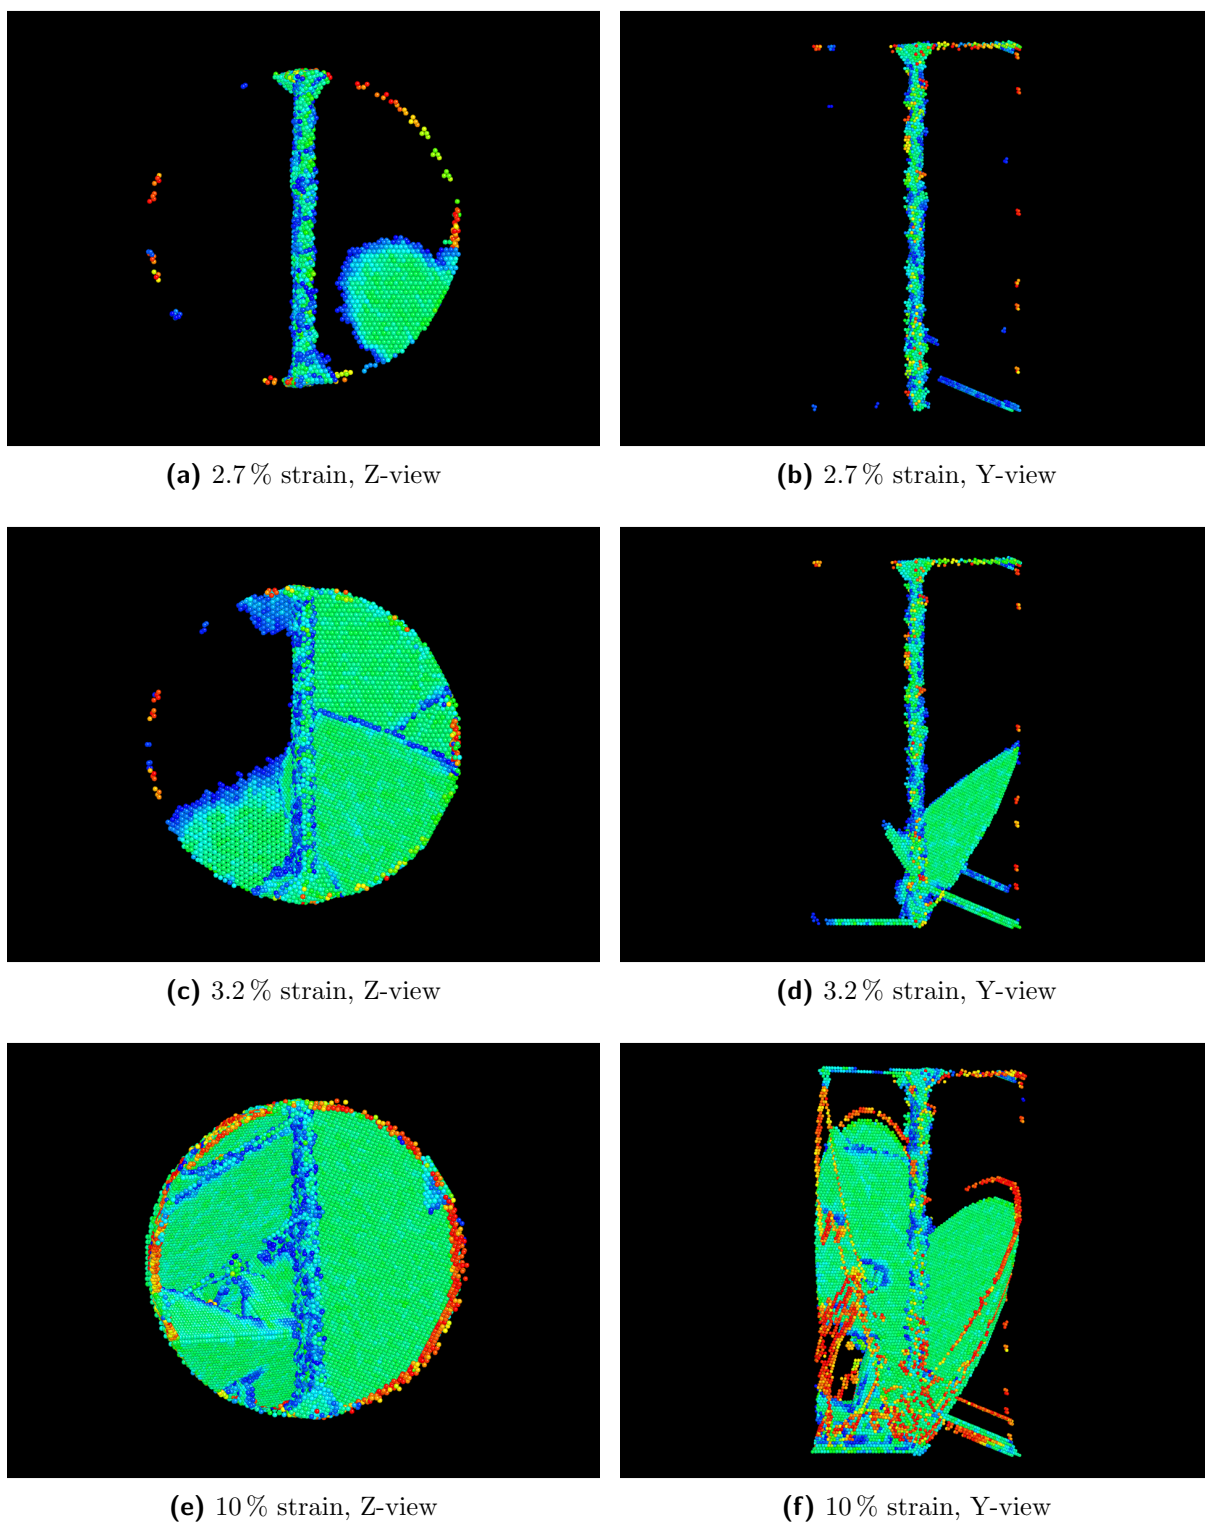 (a) 2.7 % strain, Z-view
(b) 2.7 % strain, Y-view
(c) 3.2 % strain, Z-view
(d) 3.2 % strain, Y-view
(e) 10 % strain, Z-view
(f) 10 % strain, Y-view